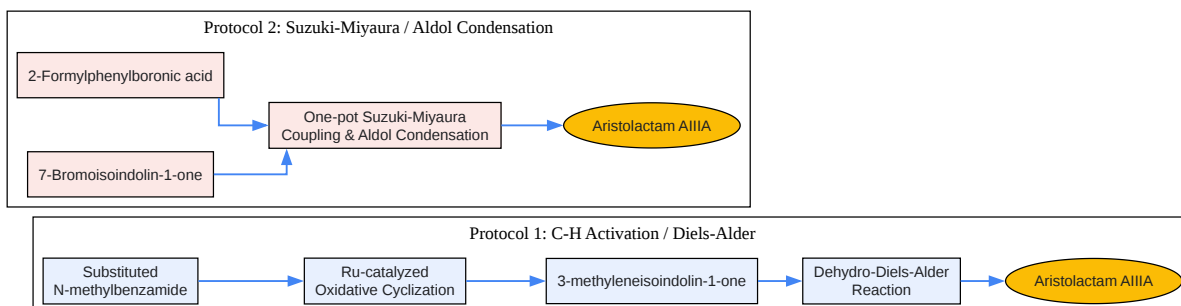 Protocol 2: Suzuki-Miyaura / Aldol Condensation
2-Formylphenylboronic acid
One-pot Suzuki-Miyaura
Coupling & Aldol Condensation
Aristolactam AIIIA
7-Bromoisoindolin-1-one
Protocol 1: C-H Activation / Diels-Alder
Substituted
N-methylbenzamide
Ru-catalyzed
Oxidative Cyclization
3-methyleneisoindolin-1-one
Dehydro-Diels-Alder
Reaction
Aristolactam AIIIA